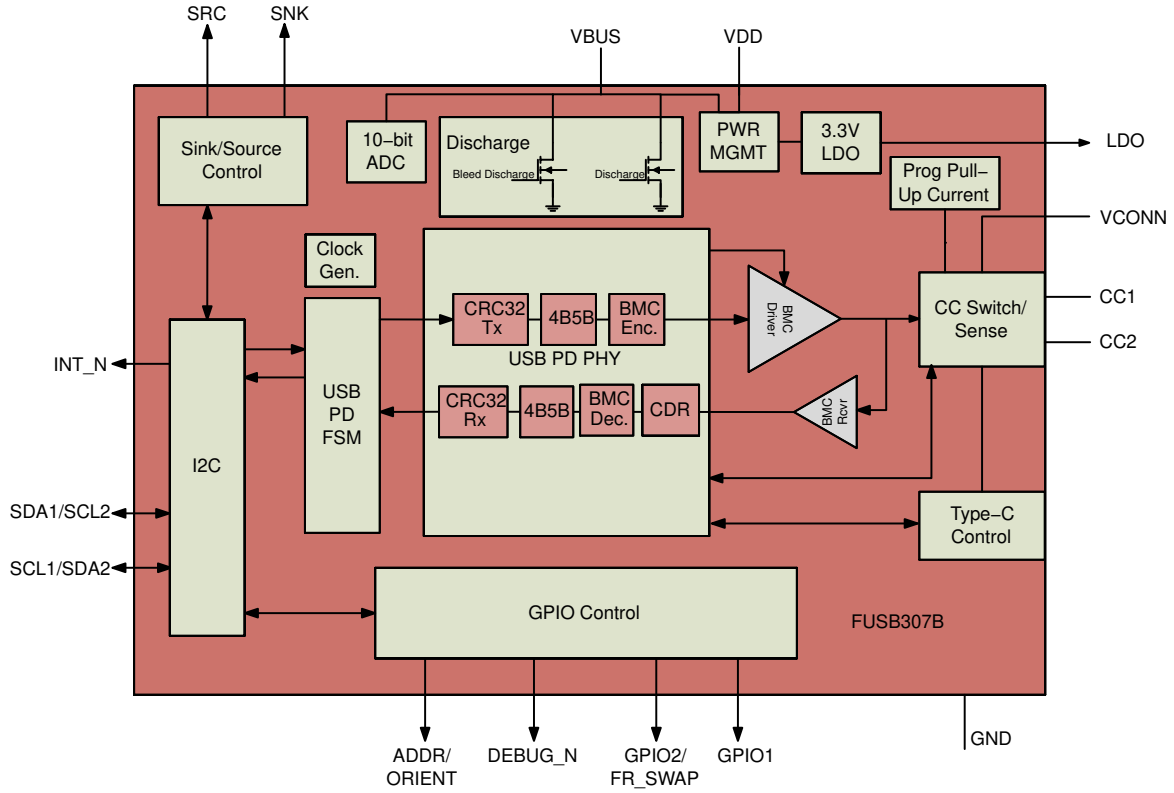 SRC
SNK
VBUS
VDD
10−bit
ADC
Discharge
Bleed Discharge
Discharge
PWR
MGMT
3.3V
LDO
LDO
Sink/Source
Control
Prog Pull−
Up Current
VCONN
Clock
Gen.
CC Switch/
Sense
CC1
CC2
CRC32
Tx
4B5B
BMC
Enc.
BMC
Driver
USB PD PHY
INT_N
USB
PD
FSM
CRC32
Rx
4B5B
BMC
Dec.
CDR
BMC
Rcvr
I2C
SDA1/SCL2
SCL1/SDA2
Type−C
Control
GPIO Control
FUSB307B
ADDR/
ORIENT
DEBUG_N
GPIO2/
FR_SWAP
GPIO1
GND